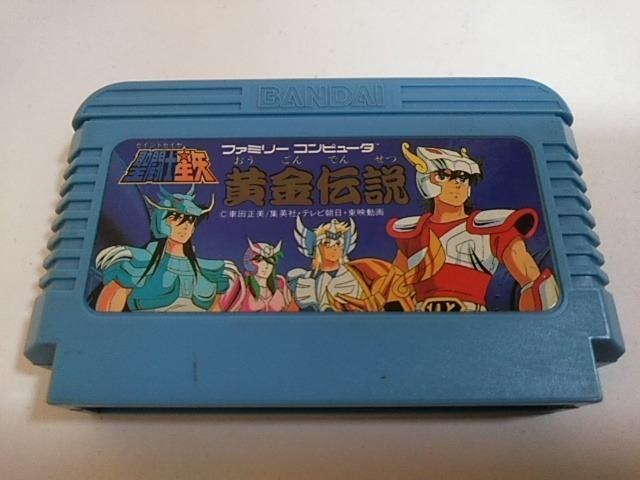 BANDAI
セイントセイヤ
聖闘士星矢
ファミリー コンピュータ
おうごんでんせつ
黄金伝説
©車田正美/集英社・テレビ朝日・東映動画